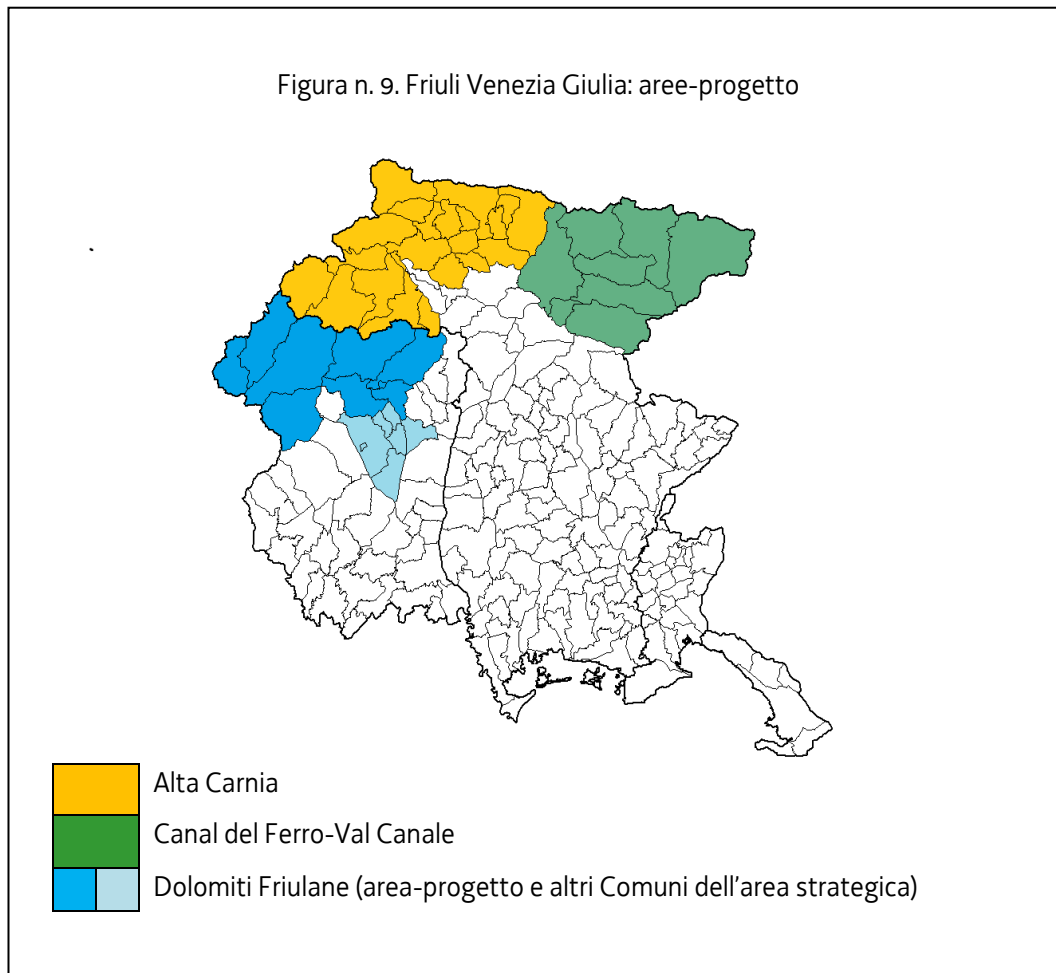 Figura n. 9. Friuli Venezia Giulia: aree-progetto
Alta Carnia
Canal del Ferro-Val Canale
Dolomiti Friulane (area-progetto e altri Comuni dell’area strategica)